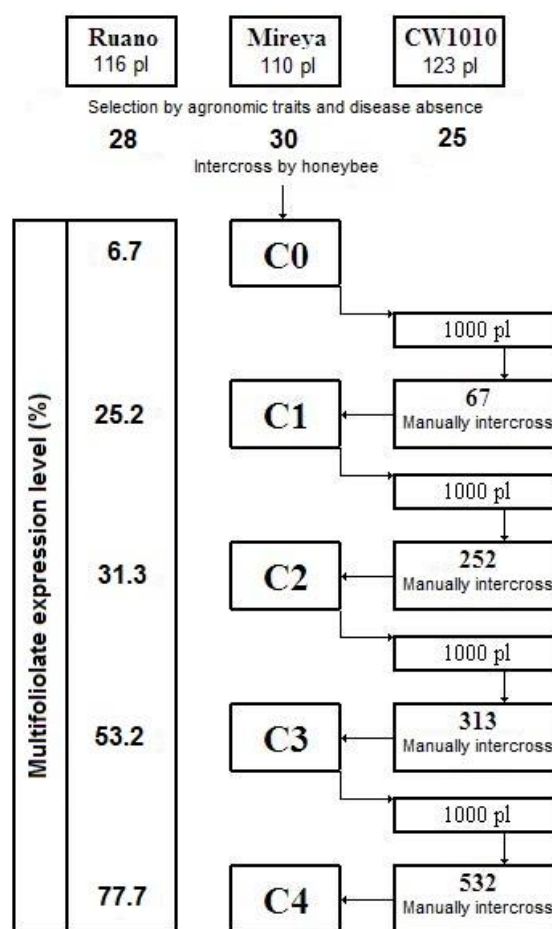 Ruano Mireya CW1010
116 pl 110 pl 123 pl
Selection by agronomic traits and disease absence
28 30 25
Intercross by honeybee
Multifoliolate expression level (%)
6.7 C0
1000 pl
25.2 C1 67
Manually intercross
1000 pl
31.3 C2 252
Manually intercross
1000 pl
53.2 C3 313
Manually intercross
1000 pl
77.7 C4 532
Manually intercross